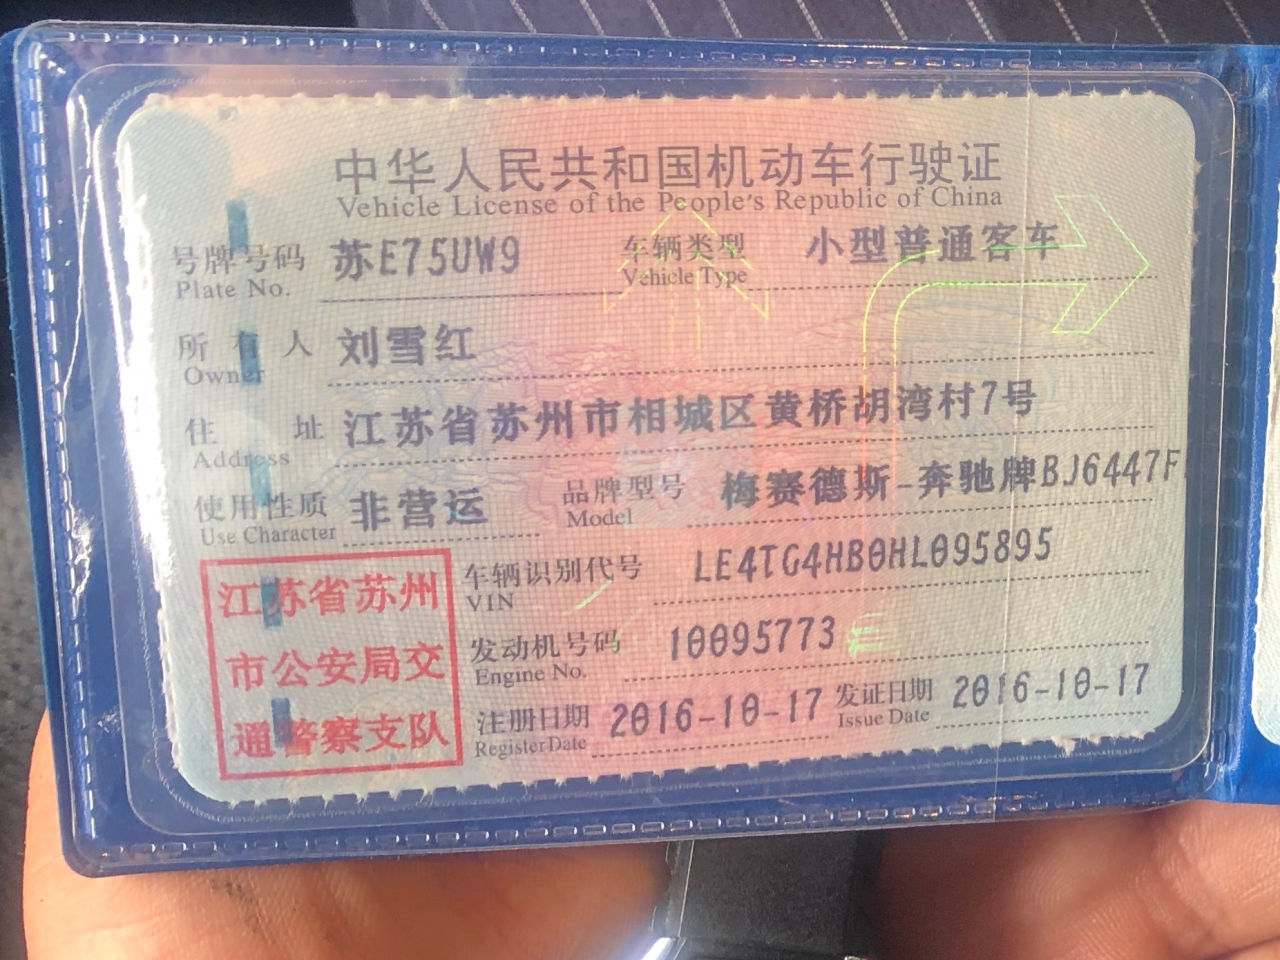 中华人民共和国机动车行驶证
Vehicle License of the People's Republic of China
号牌号码 苏E75UW9 车辆类型 小型普通客车
Plate No. Vehicle Type
所有人 刘雪红
Owner
住址 江苏省苏州市相城区黄桥胡湾村7号
Address
使用性质 非营运 品牌型号 梅赛德斯-奔驰牌BJ6447F
Use Character Model
江苏省苏州
市公安局交
通警察支队
车辆识别代号 LE4TG4HB0HL095895
VIN
发动机号码 10095773
Engine No.
注册日期 2016-10-17 发证日期 2016-10-17
Register Date Issue Date